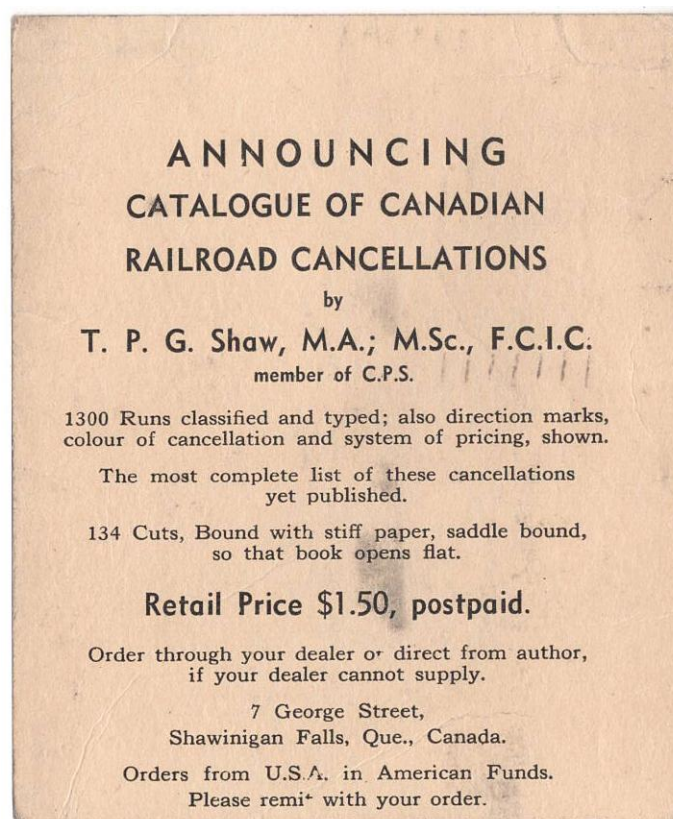 ANNOUNCING
CATALOGUE OF CANADIAN
RAILROAD CANCELLATIONS
by
T. P. G. Shaw, M.A.; M.Sc., F.C.I.C.
member of C.P.S.
1300 Runs classified and typed; also direction marks,
colour of cancellation and system of pricing, shown.
The most complete list of these cancellations
yet published.
134 Cuts, Bound with stiff paper, saddle bound,
so that book opens flat.
Retail Price $1.50, postpaid.
Order through your dealer or direct from author,
if your dealer cannot supply.
7 George Street,
Shawinigan Falls, Que., Canada.
Orders from U.S.A. in American Funds.
Please remit with your order.